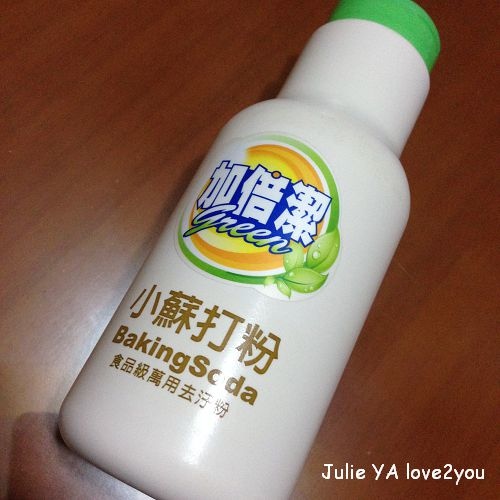 加倍潔
Green
小蘇打粉
BakingSoda
食品級萬用去汙粉
Julie YA love2you